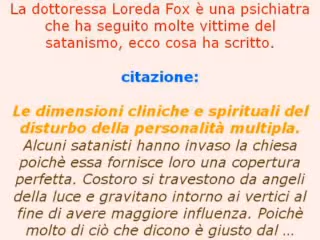 La dottoressa Loreda Fox è una psichiatra
che ha seguito molte vittime del
satanismo, ecco cosa ha scritto.
citazione:
Le dimensioni cliniche e spirituali del
disturbo della personalità multipla.
Alcuni satanisti hanno invaso la chiesa
poichè essa fornisce loro una copertura
perfetta. Costoro si travestono da angeli
della luce e gravitano intorno ai vertici al
fine di avere maggiore influenza. Poichè
molto di ciò che dicono è giusto dal ...